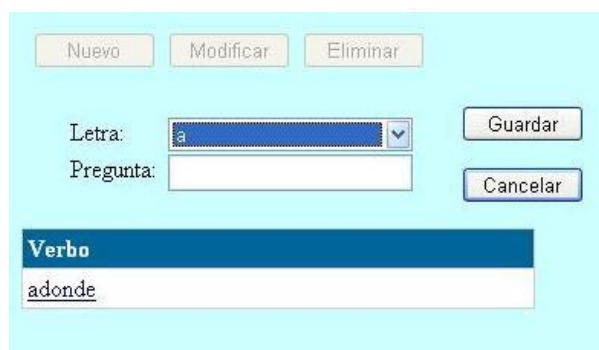 Nuevo Modificar Eliminar
Letra: a Guardar
Pregunta:
Cancelar
Verbo
adonde